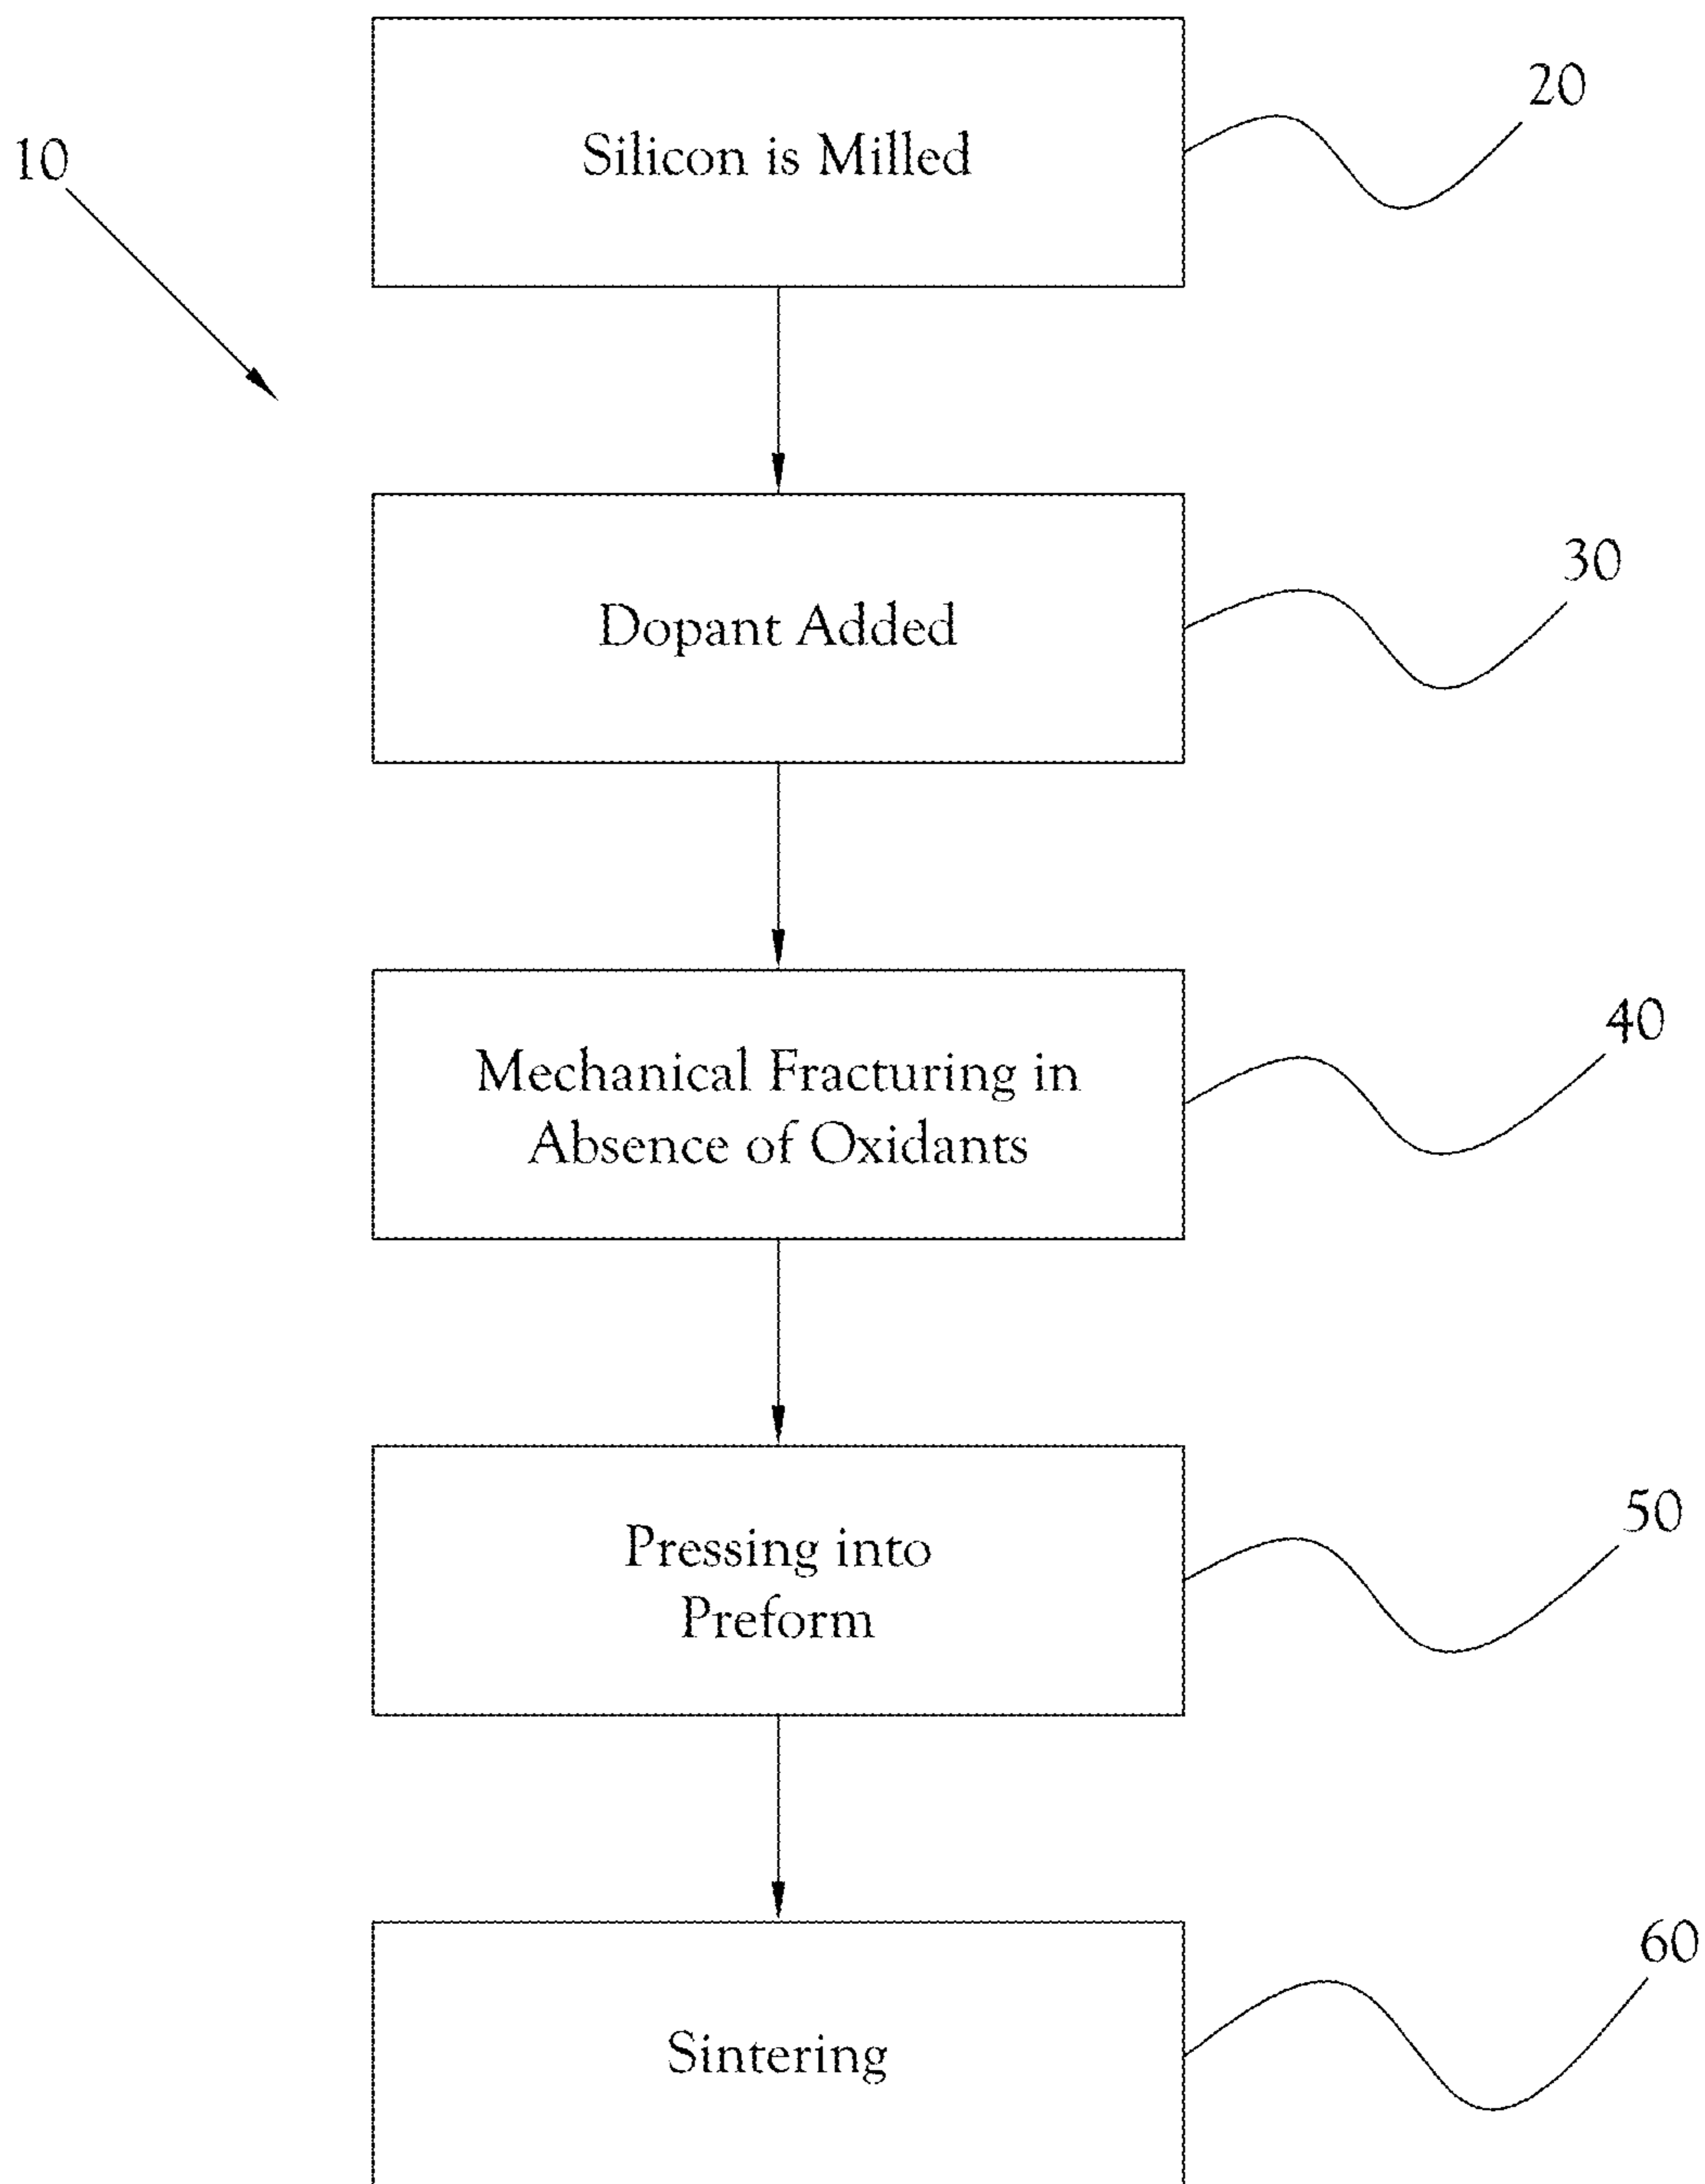 10
Silicon is Milled
20
Dopant Added
30
Mechanical Fracturing in
Absence of Oxidants
40
Pressing into
Preform
50
Sintering
60